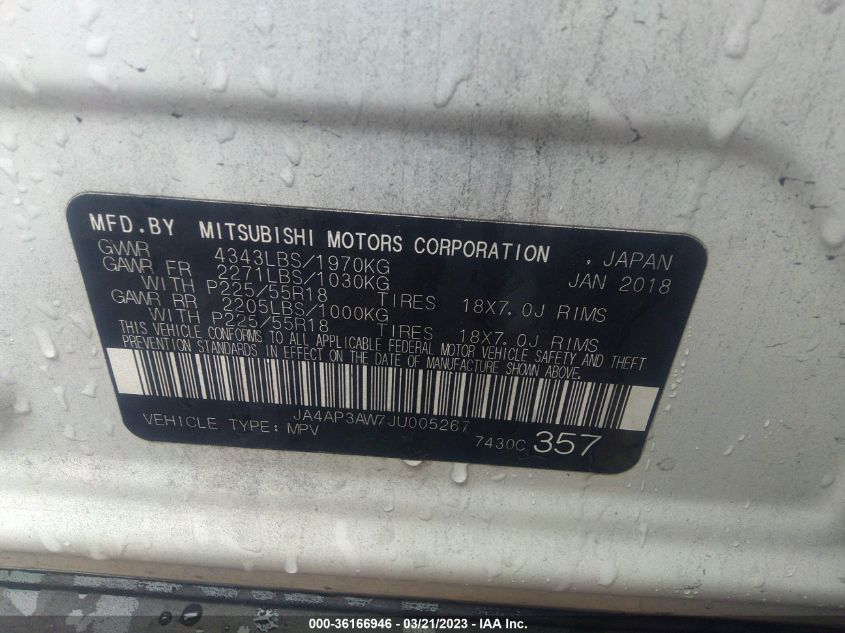 MFD.BY MITSUBISHI MOTORS CORPORATION , JAPAN
GVWR 4343LBS/1970KG JAN 2018
GAWR FR 2271LBS/1030KG
WITH P225/55R18 TIRES 18X7.0J RIMS
GAWR RR 2205LBS/1000KG
WITH P225/55R18 TIRES 18X7.0J RIMS
THIS VEHICLE CONFORMS TO ALL APPLICABLE FEDERAL MOTOR VEHICLE SAFETY AND THEFT
PREVENTION STANDARDS IN EFFECT ON THE DATE OF MANUFACTURE SHOWN ABOVE.
JA4AP3AW7JU005267
VEHICLE TYPE: MPV 7430C 357
000-36166946 - 03/21/2023 - IAAI.COM